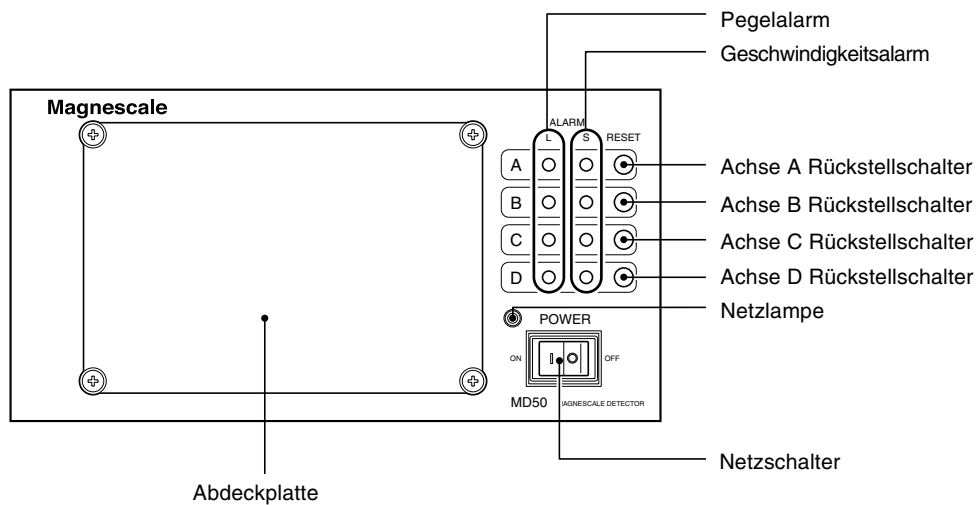 Pegelalarm
Geschwindigkeitsalarm
Magnescale
ALARM
L S RESET
A
B
C
D
Achse A Rückstellschalter
Achse B Rückstellschalter
Achse C Rückstellschalter
Achse D Rückstellschalter
Netzlampe
POWER
ON
I O
OFF
MD50 MAGNESCALE DETECTOR
Netzschalter
Abdeckplatte